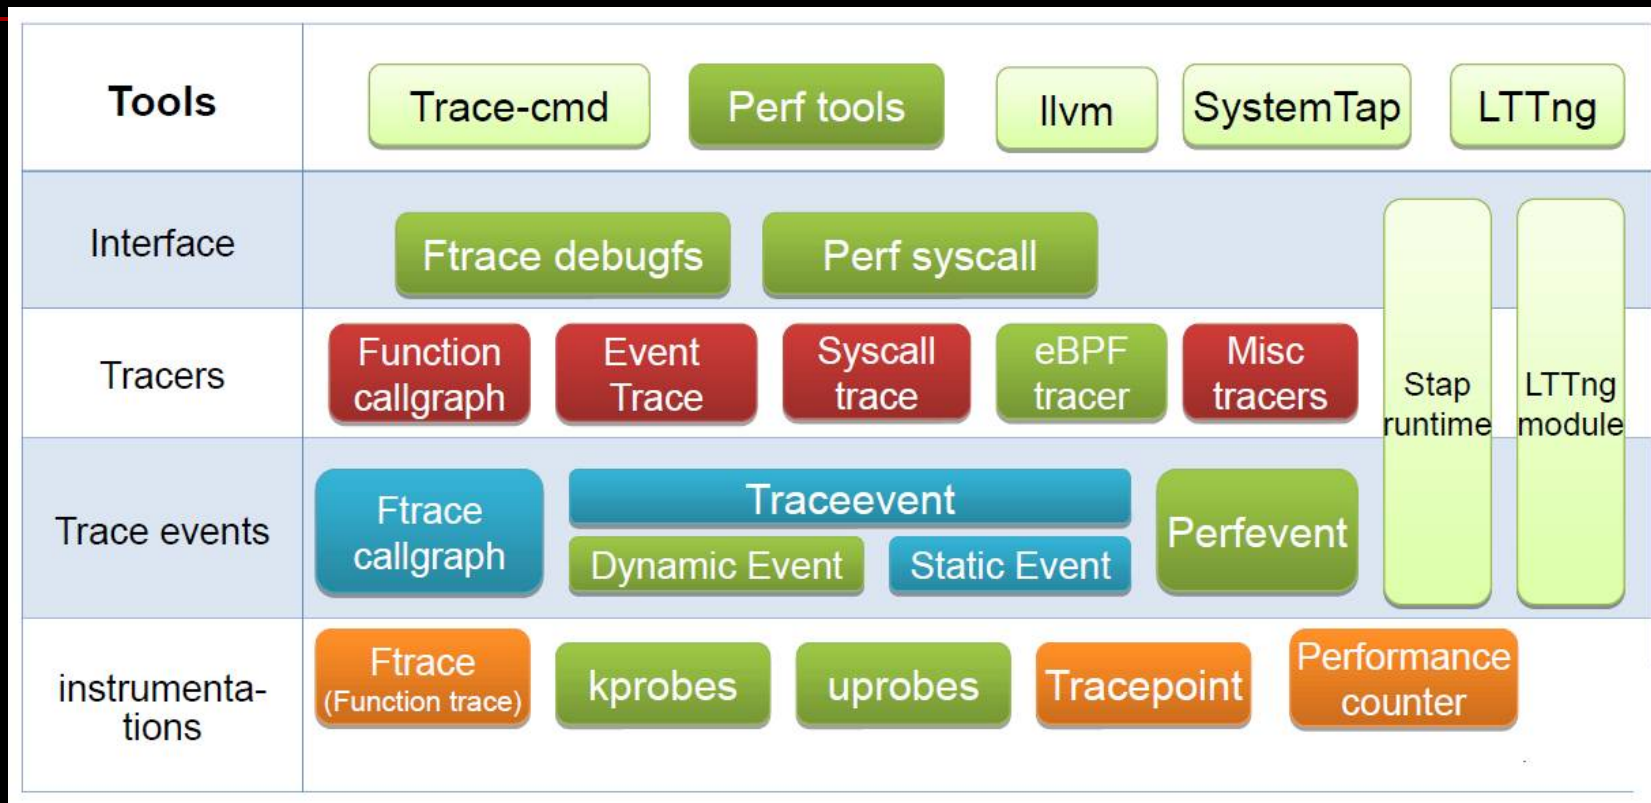 Tools
Trace-cmd
Perf tools
llvm
SystemTap
LTTng
Interface
Ftrace debugfs
Perf syscall
Tracers
Function
callgraph
Event
Trace
Syscall
trace
eBPF
tracer
Misc
tracers
Stap
runtime
LTTng
module
Trace events
Ftrace
callgraph
Traceevent
Dynamic Event
Static Event
Perfevent
instrumenta-
tions
Ftrace
(Function trace)
kprobes
uprobes
Tracepoint
Performance
counter